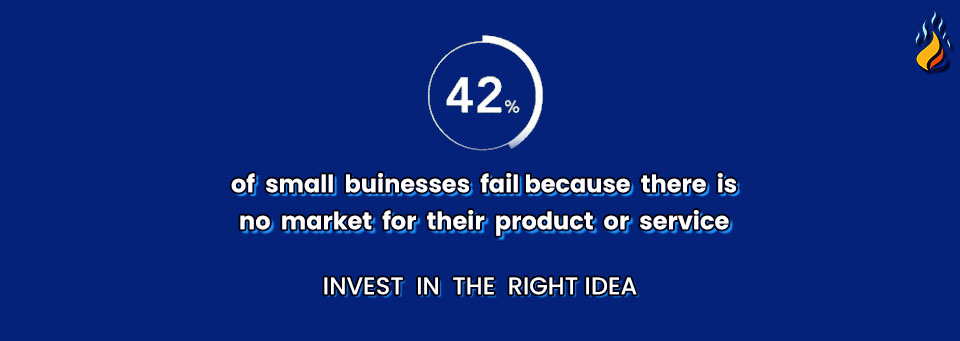 42%
of small buinesses fail because there is
no market for their product or service
INVEST IN THE RIGHT IDEA